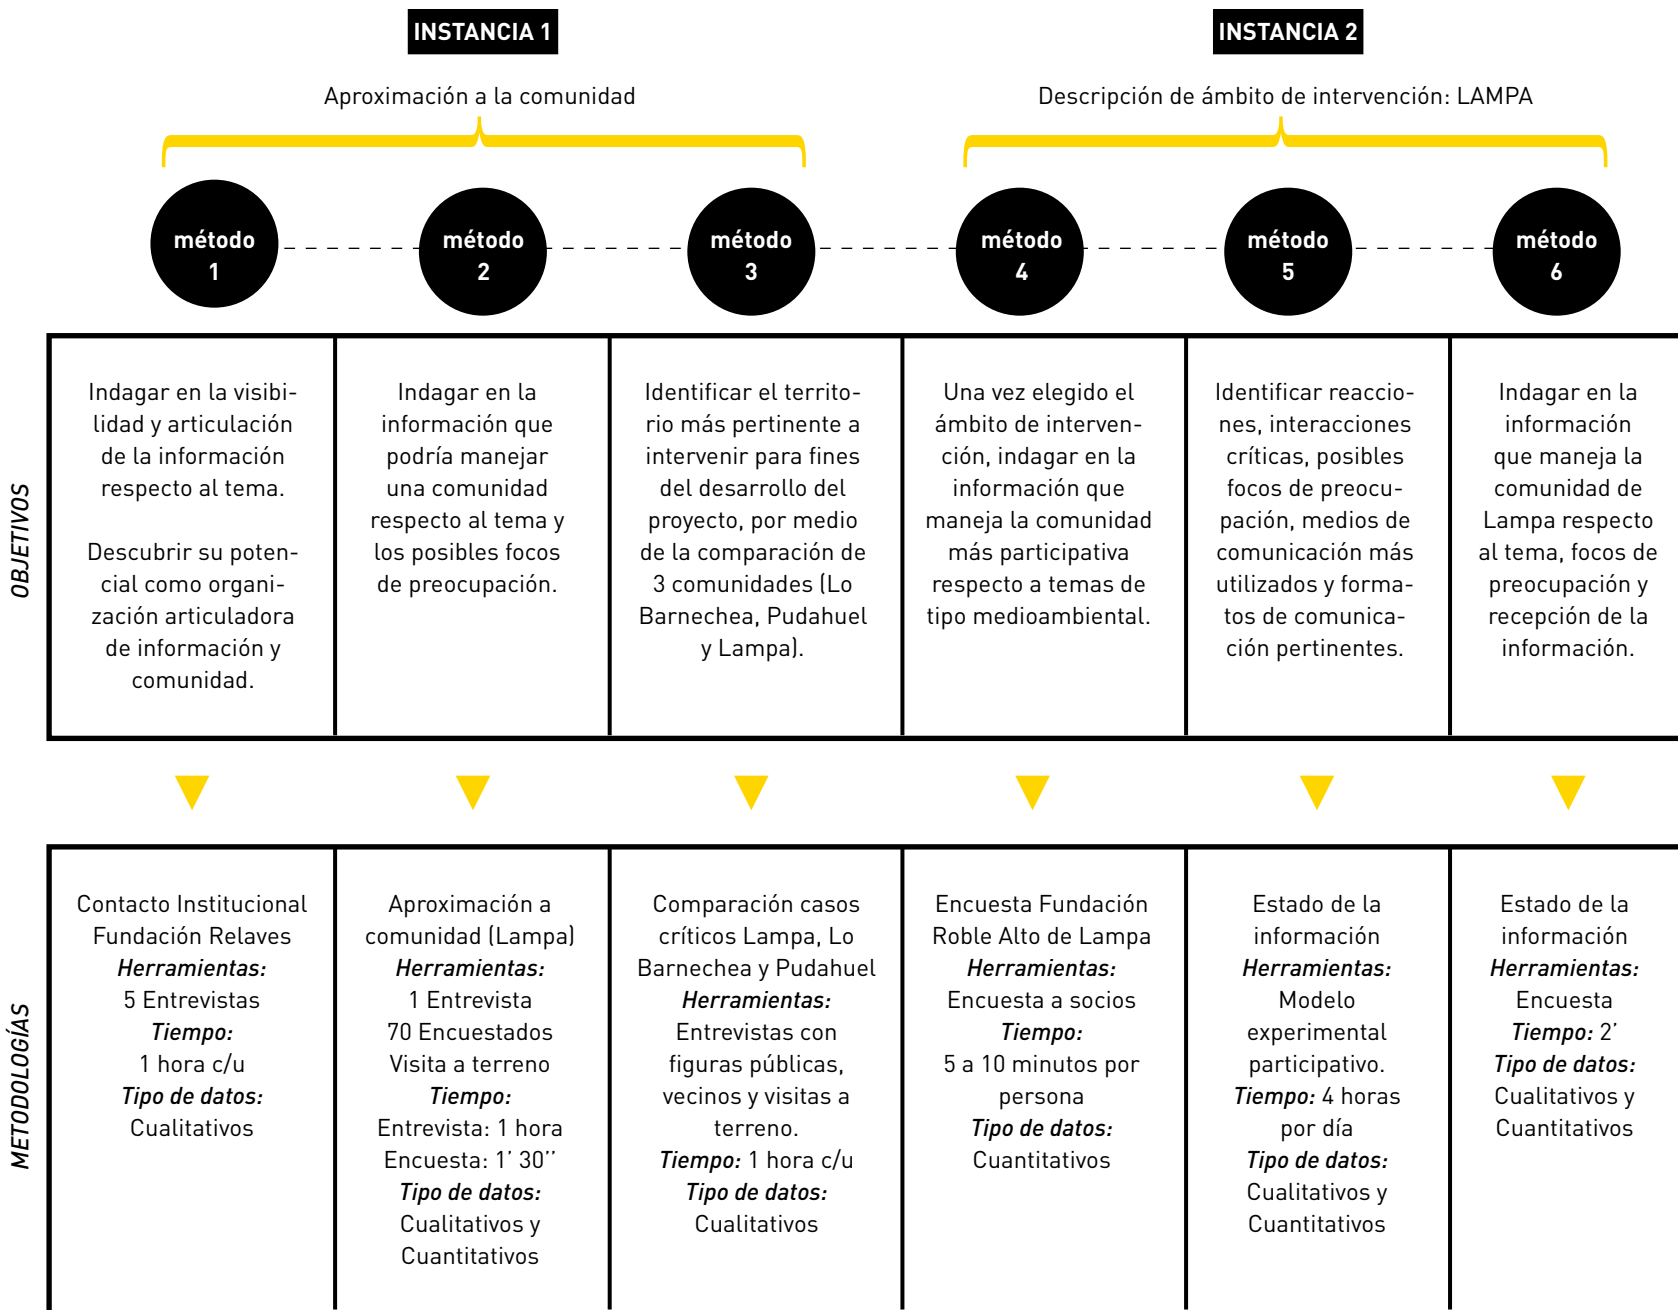 INSTANCIA 1
Aproximación a la comunidad
INSTANCIA 2
Descripción de ámbito de intervención: LAMPA
método
1
método
2
método
3
método
4
método
5
método
6
OBJETIVOS
Indagar en la visibi-
lidad y articulación
de la información
respecto al tema.
Descubrir su poten-
cial como organi-
zación articuladora
de información y
comunidad.
Indagar en la
información que
podría manejar
una comunidad
respecto al tema y
los posibles focos
de preocupación.
Identificar el territo-
rio más pertinente a
intervenir para fines
del desarrollo del
proyecto, por medio
de la comparación de
3 comunidades (Lo
Barnechea, Pudahuel
y Lampa).
Una vez elegido el
ámbito de interven-
ción, indagar en la
información que
maneja la comunidad
más participativa
respecto a temas de
tipo medioambiental.
Identificar reaccio-
nes, interacciones
críticas, posibles
focos de preocu-
pación, medios de
comunicación más
utilizados y forma-
tos de comunica-
ción pertinentes.
Indagar en la
información
que maneja la
comunidad de
Lampa respecto
al tema, focos de
preocupación y
recepción de la
información.
METODOLOGÍAS
Contacto Institucional
Fundación Relaves
Herramientas:
5 Entrevistas
Tiempo:
1 hora c/u
Tipo de datos:
Cualitativos
Aproximación a
comunidad (Lampa)
Herramientas:
1 Entrevista
70 Encuestados
Visita a terreno
Tiempo:
Entrevista: 1 hora
Encuesta: 1’ 30’’
Tipo de datos:
Cualitativos y
Cuantitativos
Comparación casos
críticos Lampa, Lo
Barnechea y Pudahuel
Herramientas:
Entrevistas con
figuras públicas,
vecinos y visitas a
terreno.
Tiempo: 1 hora c/u
Tipo de datos:
Cualitativos
Encuesta Fundación
Roble Alto de Lampa
Herramientas:
Encuesta a socios
Tiempo:
5 a 10 minutos por
persona
Tipo de datos:
Cuantitativos
Estado de la
información
Herramientas:
Modelo
experimental
participativo.
Tiempo: 4 horas
por día
Tipo de datos:
Cualitativos y
Cuantitativos
Estado de la
información
Herramientas:
Encuesta
Tiempo: 2’
Tipo de datos:
Cualitativos y
Cuantitativos